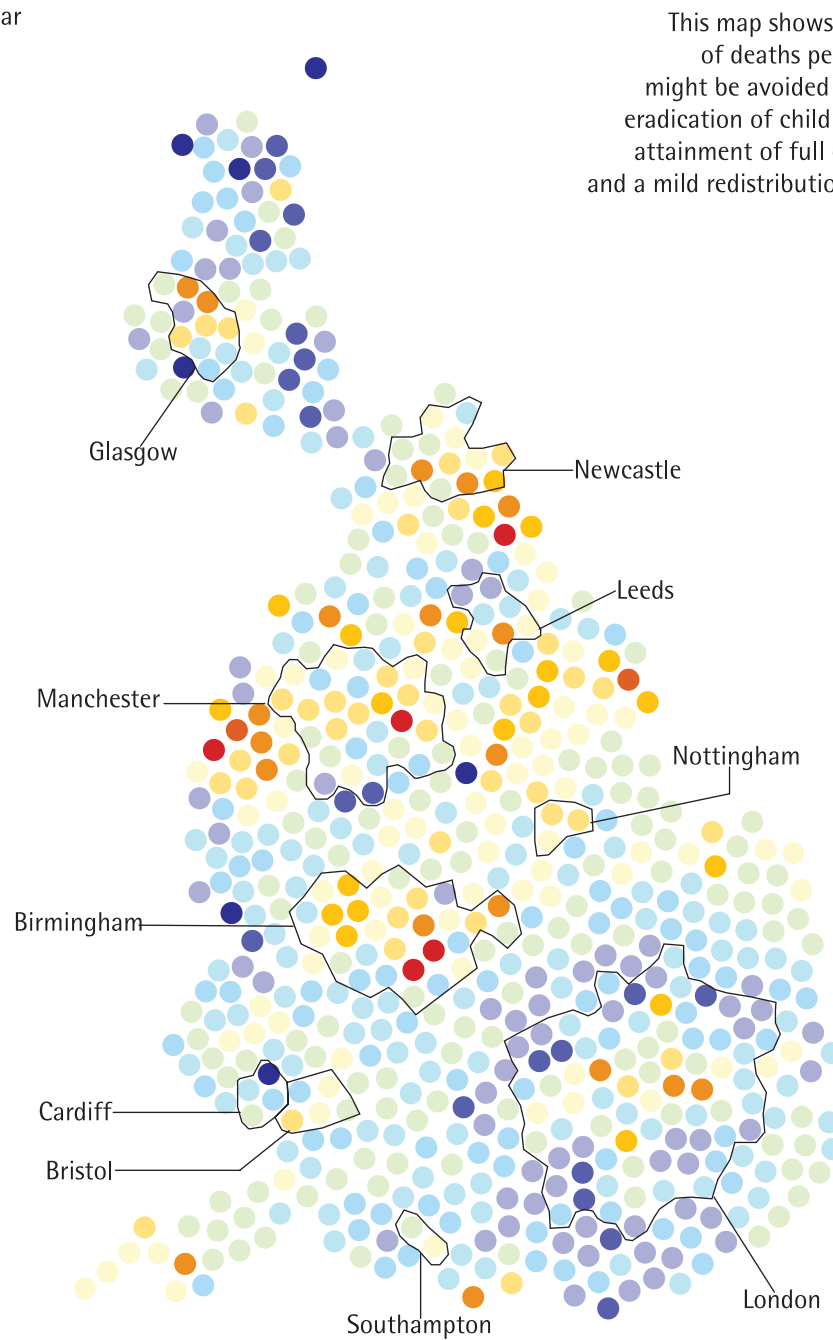 ar
This map shows
of deaths pe
might be avoided
eradication of child
attainment of full
and a mild redistributio
Glasgow
Newcastle
Leeds
Manchester
Nottingham
Birmingham
Cardiff
Bristol
London
Southampton